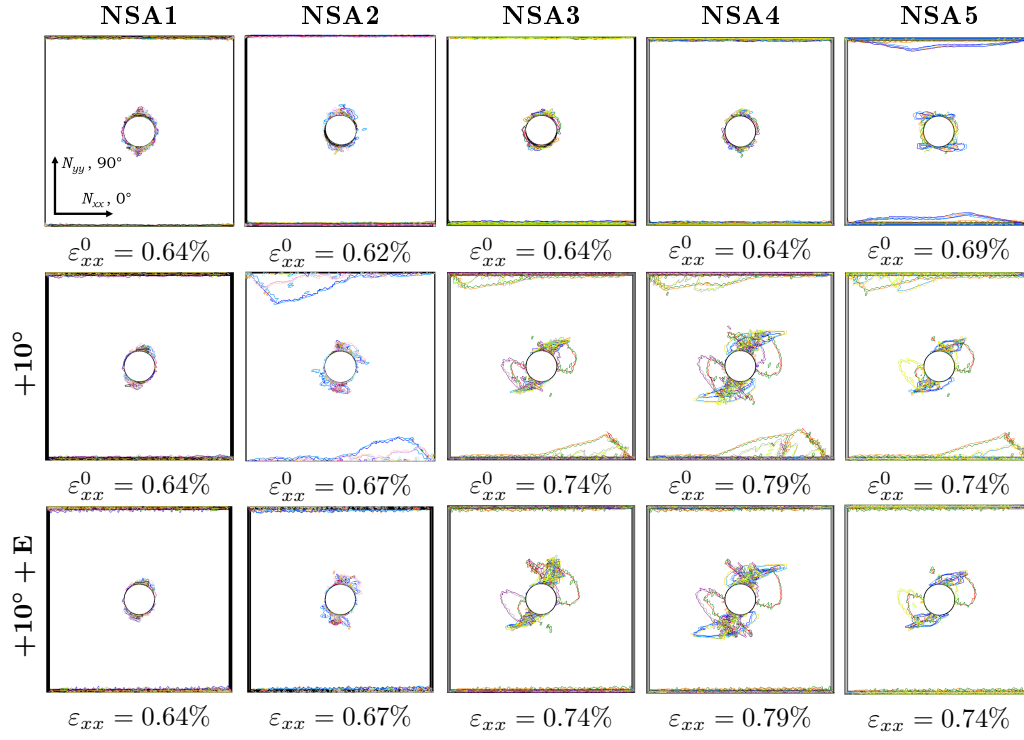 NSA1 NSA2 NSA3 NSA4 NSA5
N_yy, 90°
N_xx, 0°
ε⁰_xx = 0.64% ε⁰_xx = 0.62% ε⁰_xx = 0.64% ε⁰_xx = 0.64% ε⁰_xx = 0.69%
+10°
ε⁰_xx = 0.64% ε⁰_xx = 0.67% ε⁰_xx = 0.74% ε⁰_xx = 0.79% ε⁰_xx = 0.74%
+10° + E
ε_xx = 0.64% ε_xx = 0.67% ε_xx = 0.74% ε_xx = 0.79% ε_xx = 0.74%